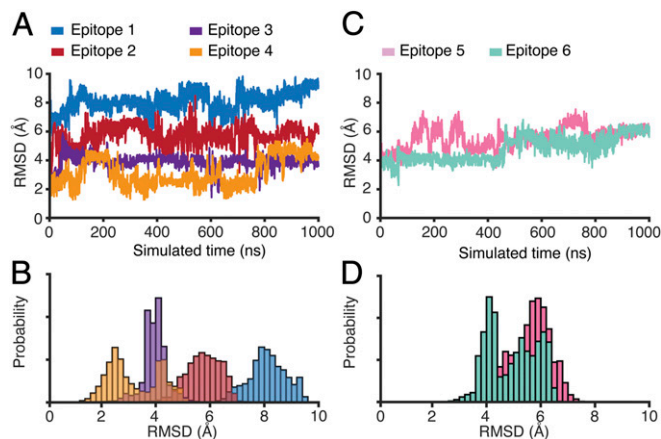 A
Epitope 1
Epitope 3
Epitope 2
Epitope 4
RMSD (Å)
10
8
6
4
2
0
0 200 400 600 800 1000
Simulated time (ns)
C
Epitope 5
Epitope 6
RMSD (Å)
10
8
6
4
2
0
0 200 400 600 800 1000
Simulated time (ns)
B
Probability
0 2 4 6 8 10
RMSD (Å)
D
Probability
0 2 4 6 8 10
RMSD (Å)